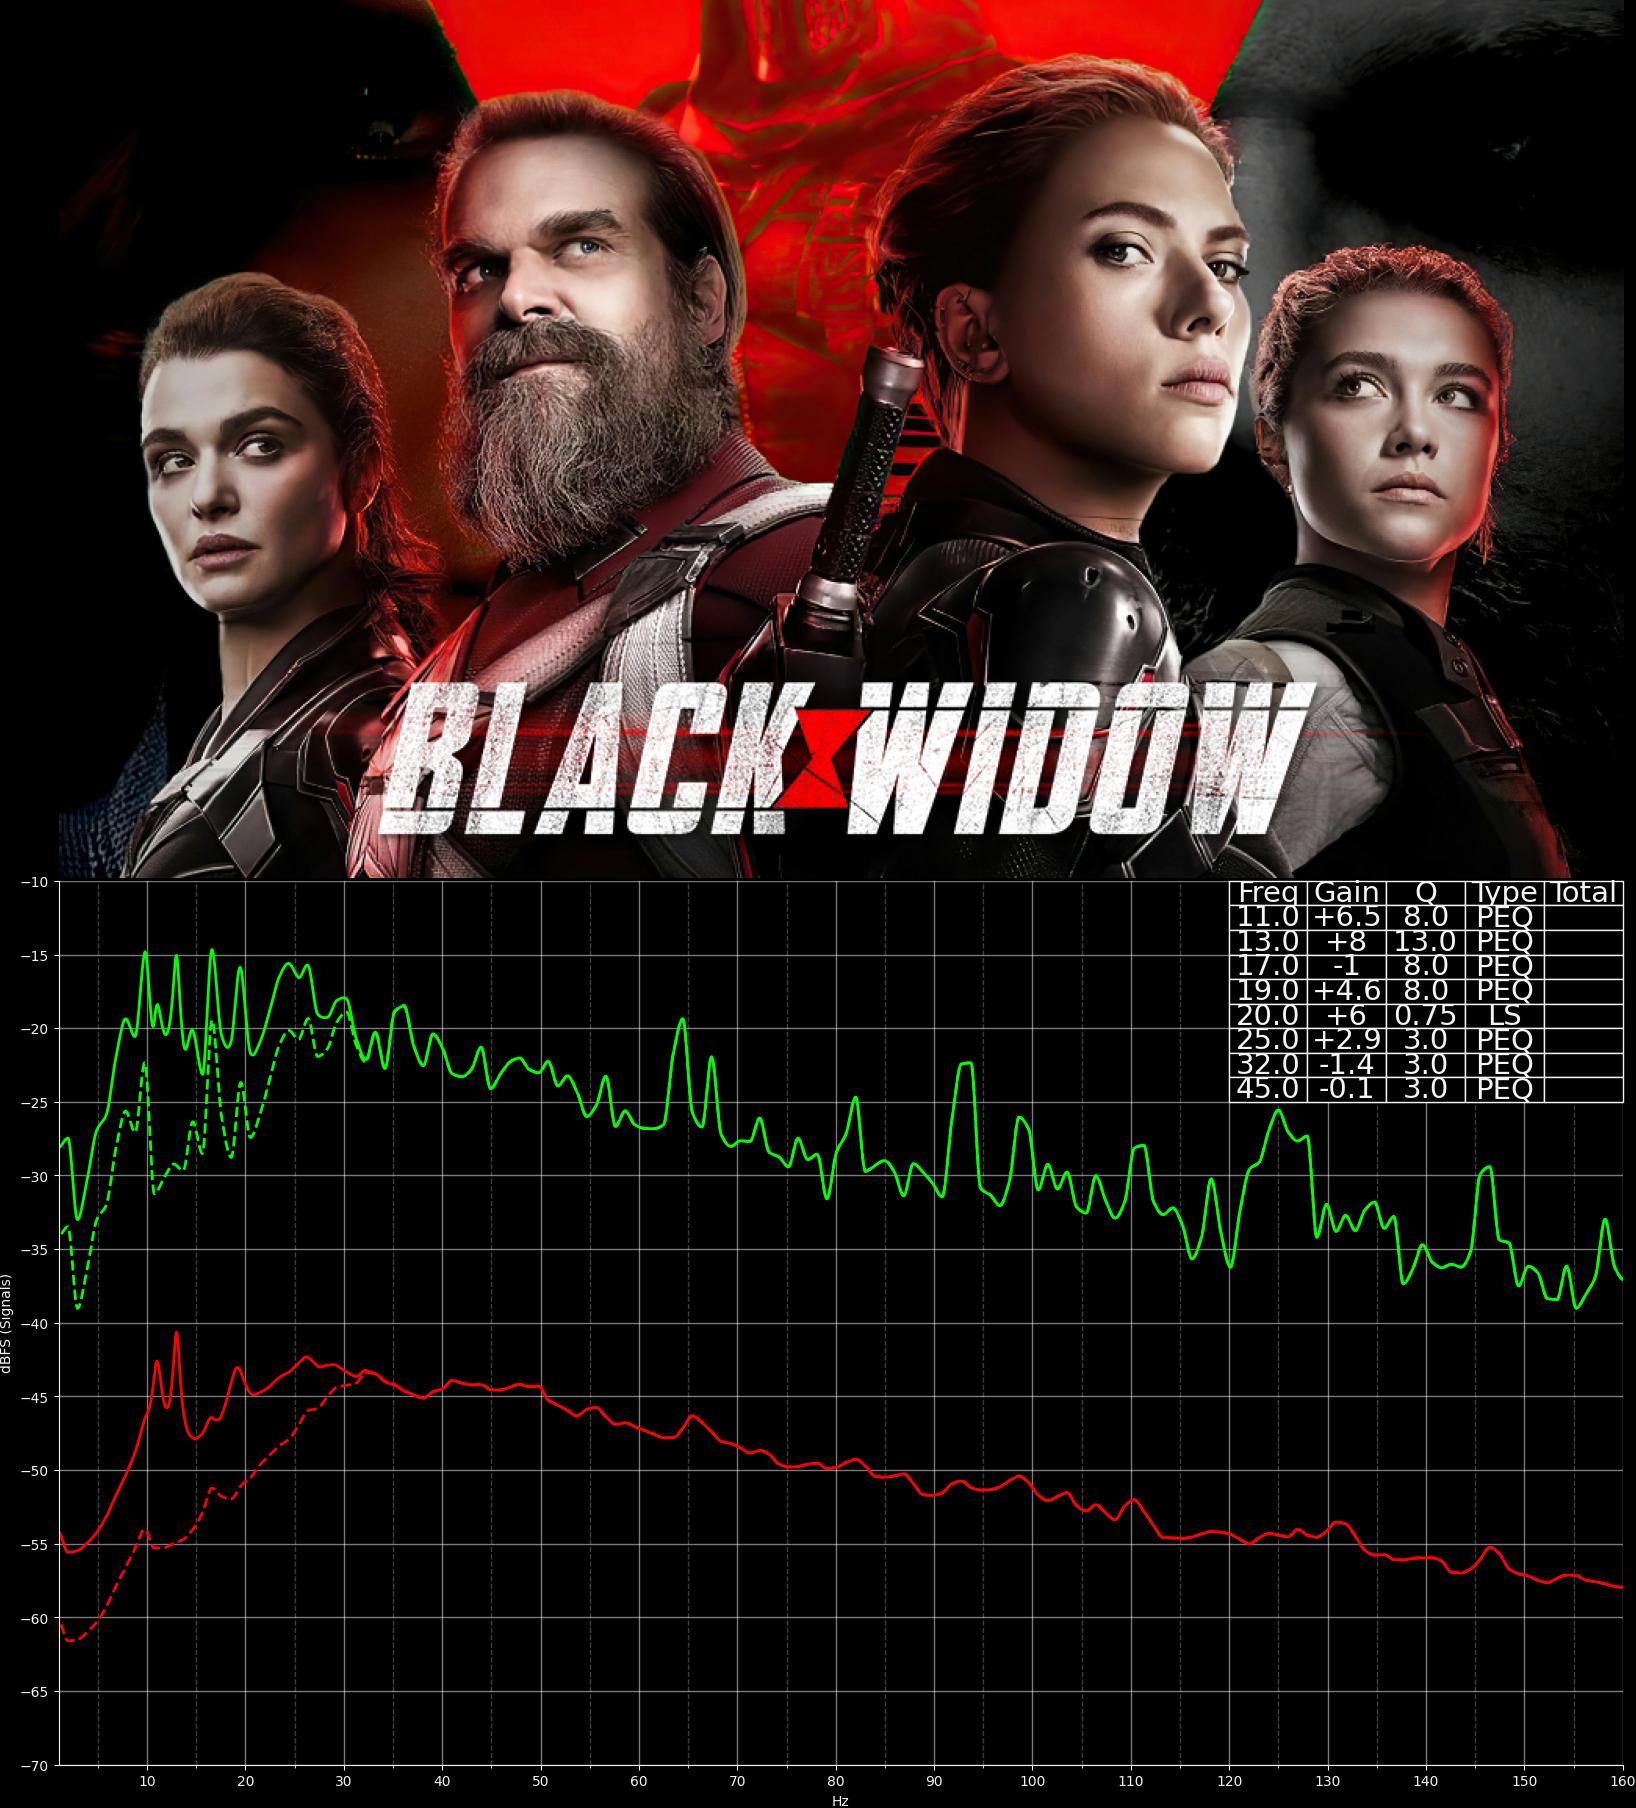 BLACK WIDOW
Freq Gain Q Type Total
11.0 +6.5 8.0 PEQ
13.0 +8 13.0 PEQ
17.0 -1 8.0 PEQ
19.0 +4.6 8.0 PEQ
20.0 +6 0.75 LS
25.0 +2.9 3.0 PEQ
32.0 -1.4 3.0 PEQ
45.0 -0.1 3.0 PEQ
−10
−15
−20
−25
−30
−35
−40
−45
−50
−55
−60
−65
−70
dBFS (Signals)
10 20 30 40 50 60 70 80 90 100 110 120 130 140 150 160
Hz